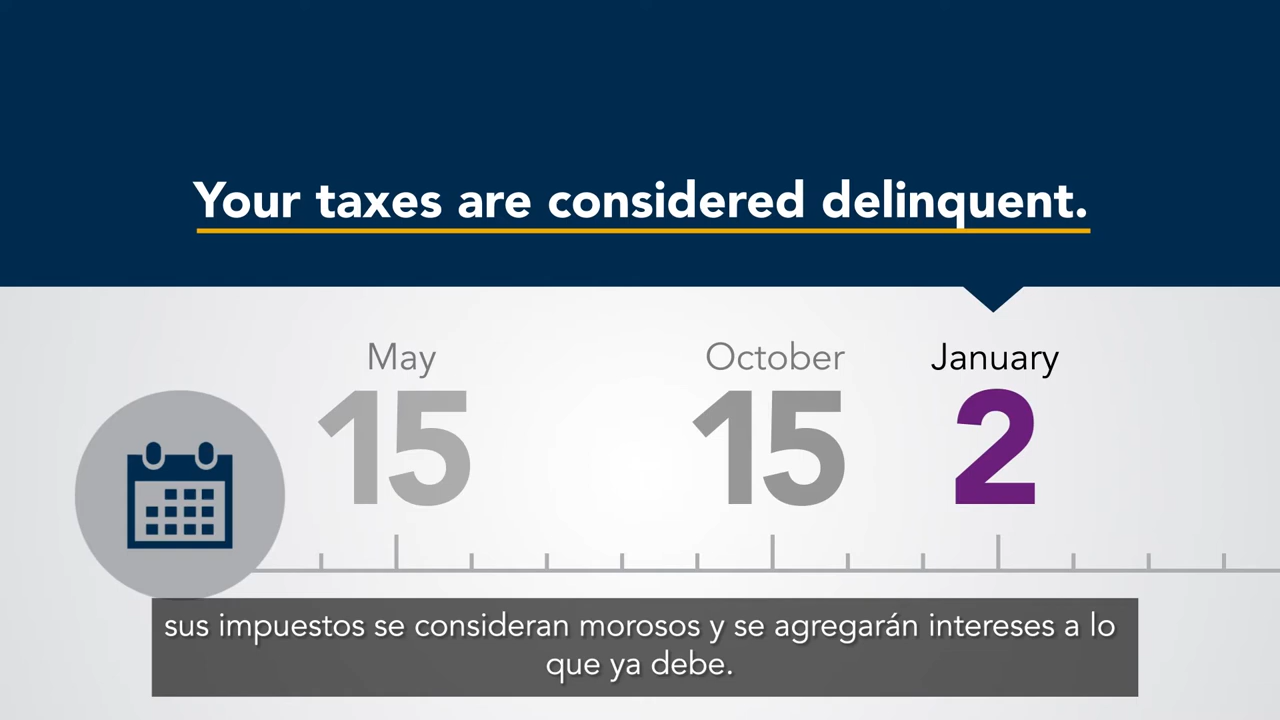 Your taxes are considered delinquent.
May
15
October
15
January
2
sus impuestos se consideran morosos y se agregarán intereses a lo
que ya debe.